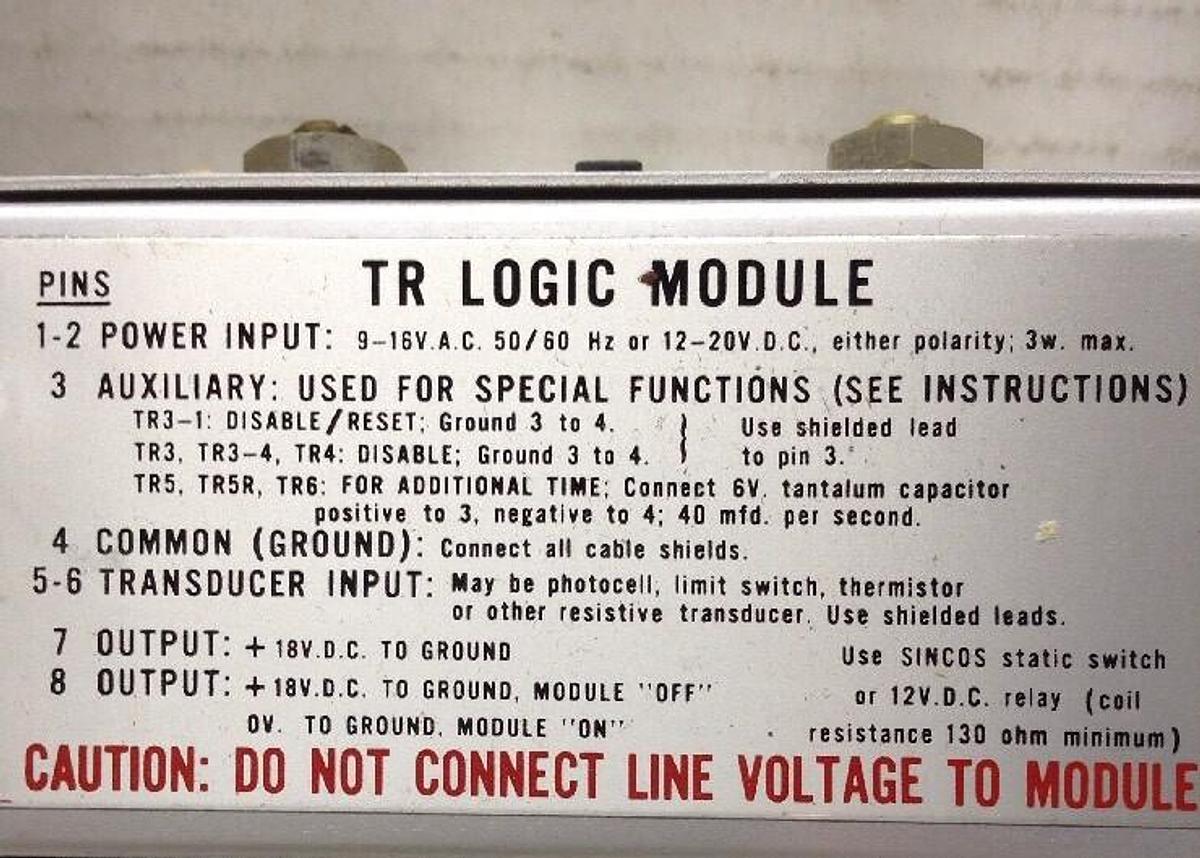 PINS TR LOGIC MODULE
1-2 POWER INPUT: 9-16V.A.C. 50/60 Hz or 12-20V.D.C., either polarity; 3w. max.
3 AUXILIARY: USED FOR SPECIAL FUNCTIONS (SEE INSTRUCTIONS)
TR3-1: DISABLE/RESET; Ground 3 to 4. } Use shielded lead
TR3, TR3-4, TR4: DISABLE; Ground 3 to 4. to pin 3.
TR5, TR5R, TR6: FOR ADDITIONAL TIME; Connect 6V. tantalum capacitor
positive to 3, negative to 4; 40 mfd. per second.
4 COMMON (GROUND): Connect all cable shields.
5-6 TRANSDUCER INPUT: May be photocell, limit switch, thermistor
or other resistive transducer. Use shielded leads.
7 OUTPUT: +18V.D.C. TO GROUND Use SINCOS static switch
8 OUTPUT: +18V.D.C. TO GROUND, MODULE "OFF" or 12V.D.C. relay (coil
0V. TO GROUND, MODULE "ON" resistance 130 ohm minimum)
CAUTION: DO NOT CONNECT LINE VOLTAGE TO MODULE